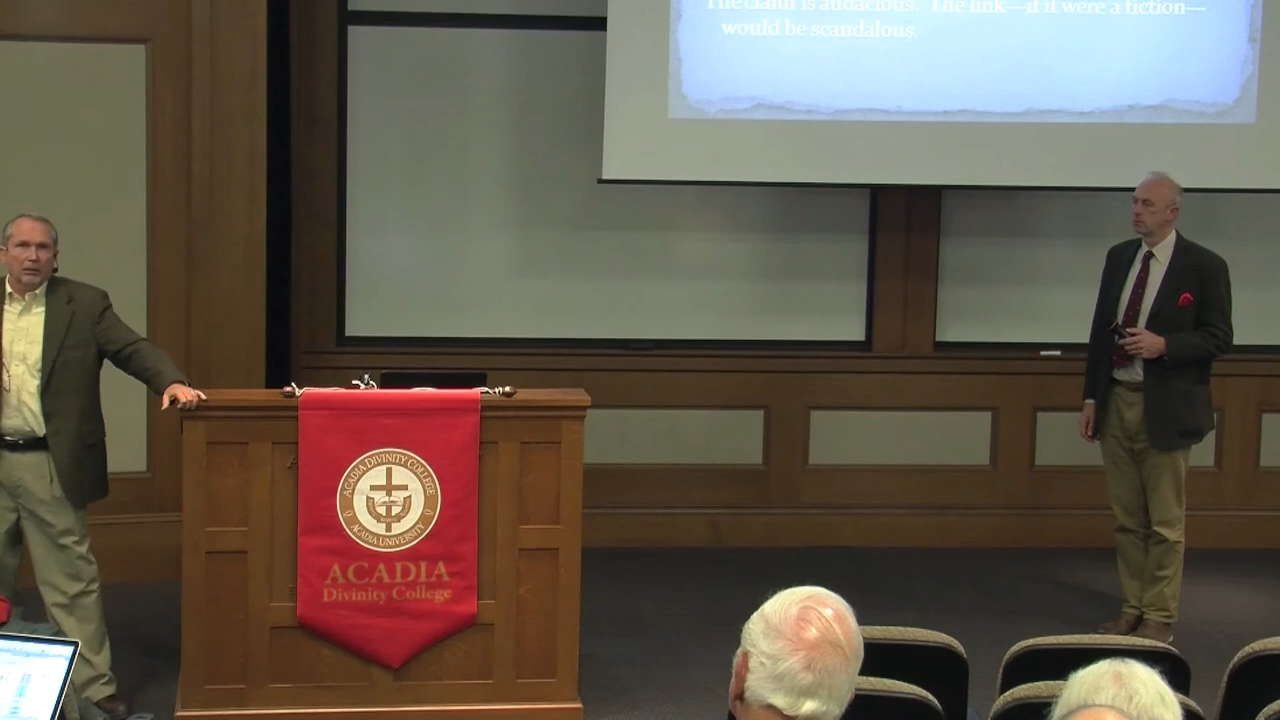 The claim is audacious. The link—if it were a fiction—
would be scandalous.
ACADIA DIVINITY COLLEGE
ACADIA UNIVERSITY
ACADIA
Divinity College